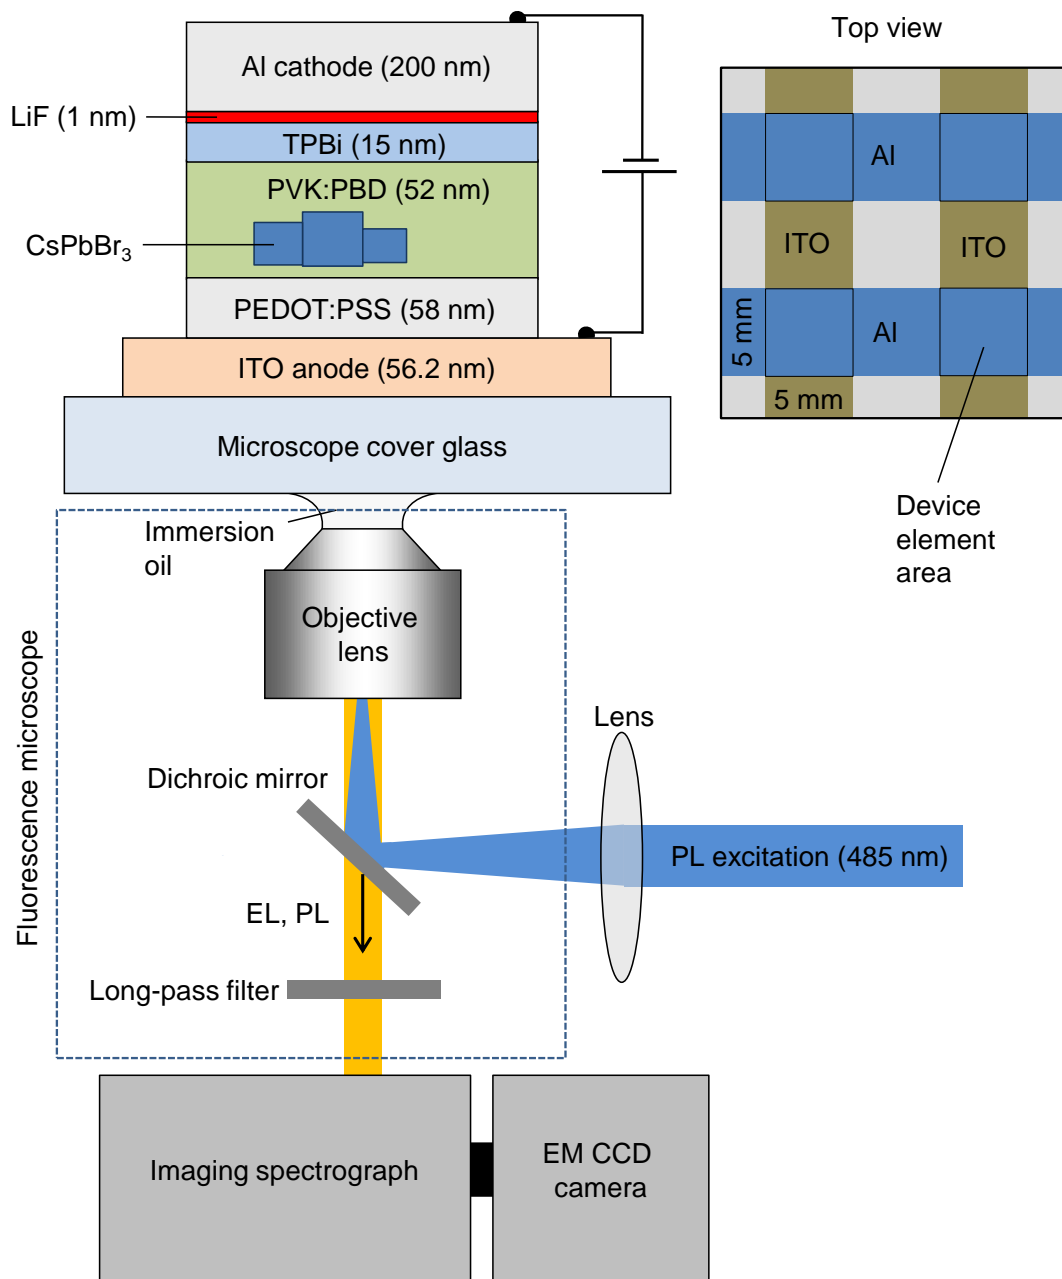 Top view
Al cathode (200 nm)
LiF (1 nm)
TPBi (15 nm)
PVK:PBD (52 nm)
CsPbBr₃
PEDOT:PSS (58 nm)
ITO anode (56.2 nm)
Microscope cover glass
Al
ITO
ITO
Al
5 mm
5 mm
Device
element
area
Immersion
oil
Objective
lens
Fluorescence microscope
Lens
Dichroic mirror
PL excitation (485 nm)
EL, PL
Long-pass filter
Imaging spectrograph
EM CCD
camera